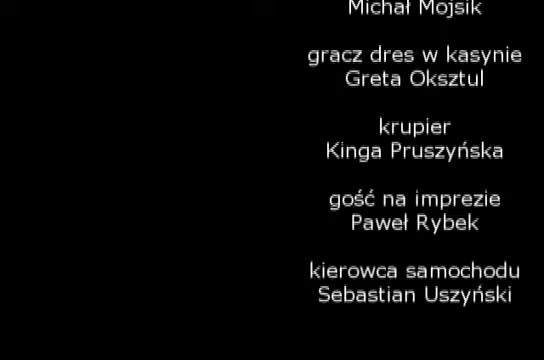 Michał Mojsik
gracz dres w kasynie
Greta Oksztul
krupier
Kinga Pruszyńska
gość na imprezie
Paweł Rybek
kierowca samochodu
Sebastian Uszyński